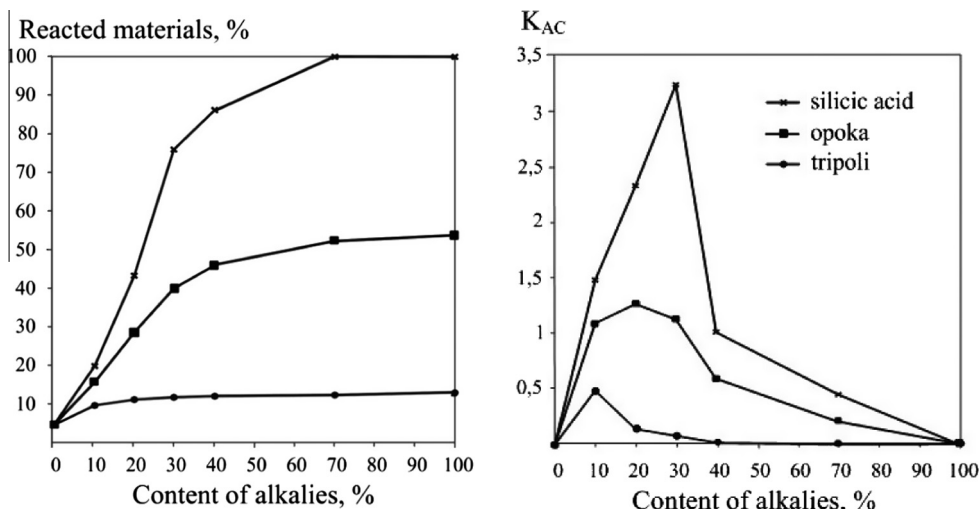 Reacted materials, %
100
90
80
70
60
50
40
30
20
10
0 10 20 30 40 50 60 70 80 90 100
Content of alkalies, %
K_AC
3,5
3
2,5
2
1,5
1
0,5
silicic acid
opoka
tripoli
0 10 20 30 40 50 60 70 80 90 100
Content of alkalies, %